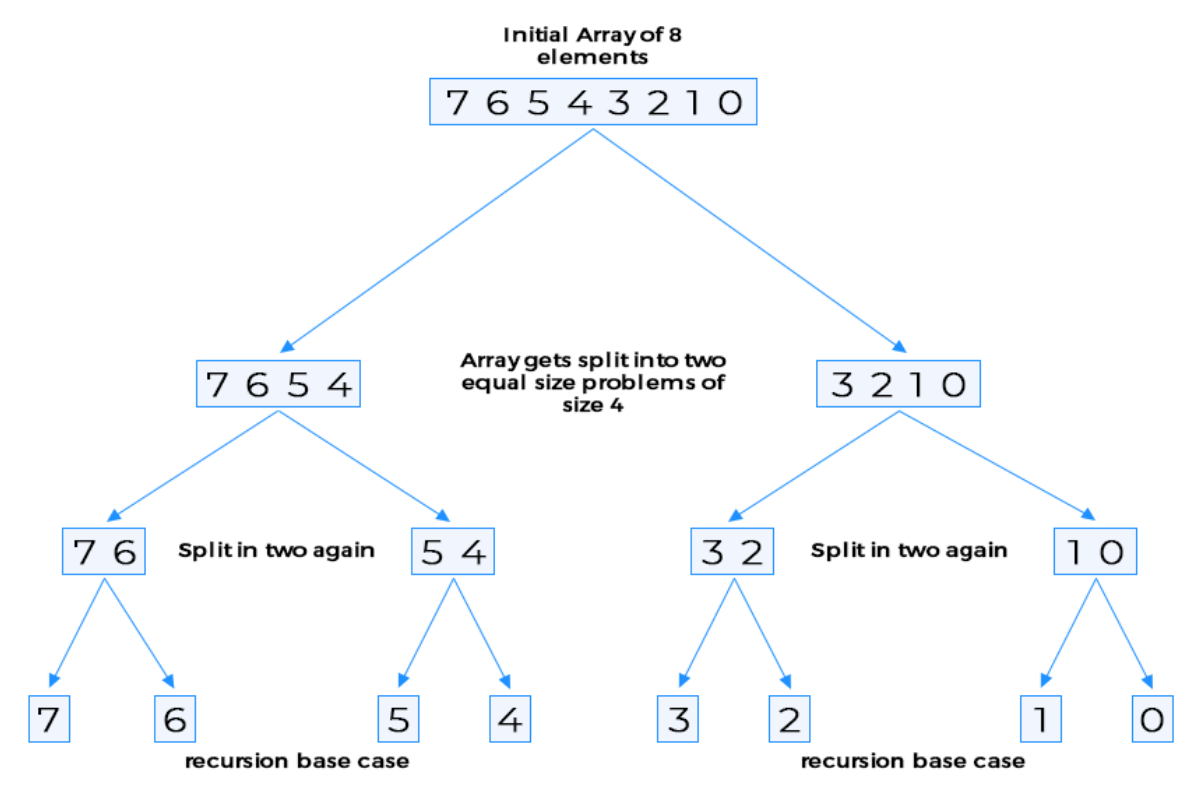 Initial Array of 8
elements
7 6 5 4 3 2 1 0
7 6 5 4
Array gets split into two
equal size problems of
size 4
3 2 1 0
7 6
Split in two again
5 4
3 2
Split in two again
1 0
7
6
5
4
3
2
1
0
recursion base case
recursion base case